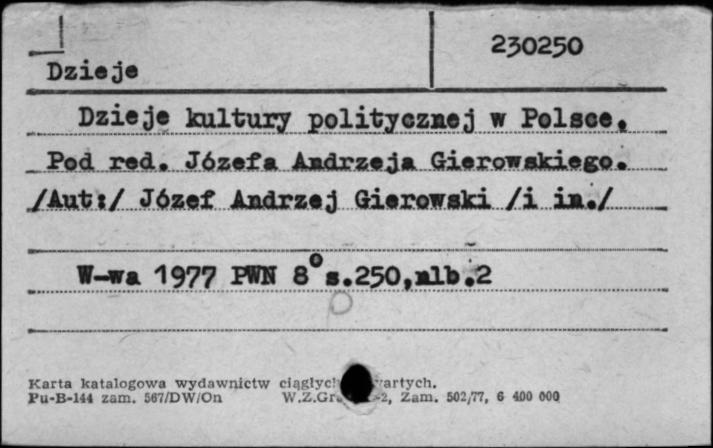 230250
Dzieje
Dzieje kultury politycznej w Polsce.
Pod red. Józefa Andrzeja Gierowskiego.
/Aut:/ Józef Andrzej Gierowski /i in./
W-wa 1977 PWN 8° s.250,nlb.2
Karta katalogowa wydawnictw ciągłych
Pu-B-144 zam. 567/DW/On W.Z.Gr -2, Zam. 502/77, 6 400 000